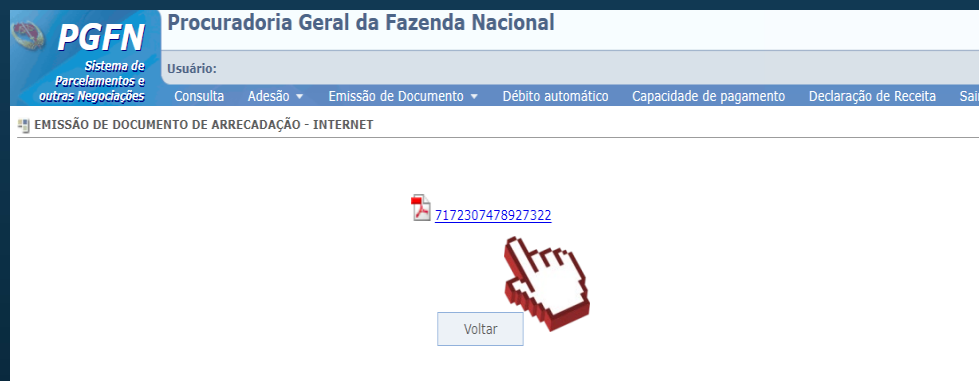 PGFN
Sistema de
Parcelamentos e
outras Negociações
Procuradoria Geral da Fazenda Nacional
Usuário:
Consulta Adesão Emissão de Documento Débito automático Capacidade de pagamento Declaração de Receita Sai
EMISSÃO DE DOCUMENTO DE ARRECADAÇÃO - INTERNET
7172307478927322
Voltar